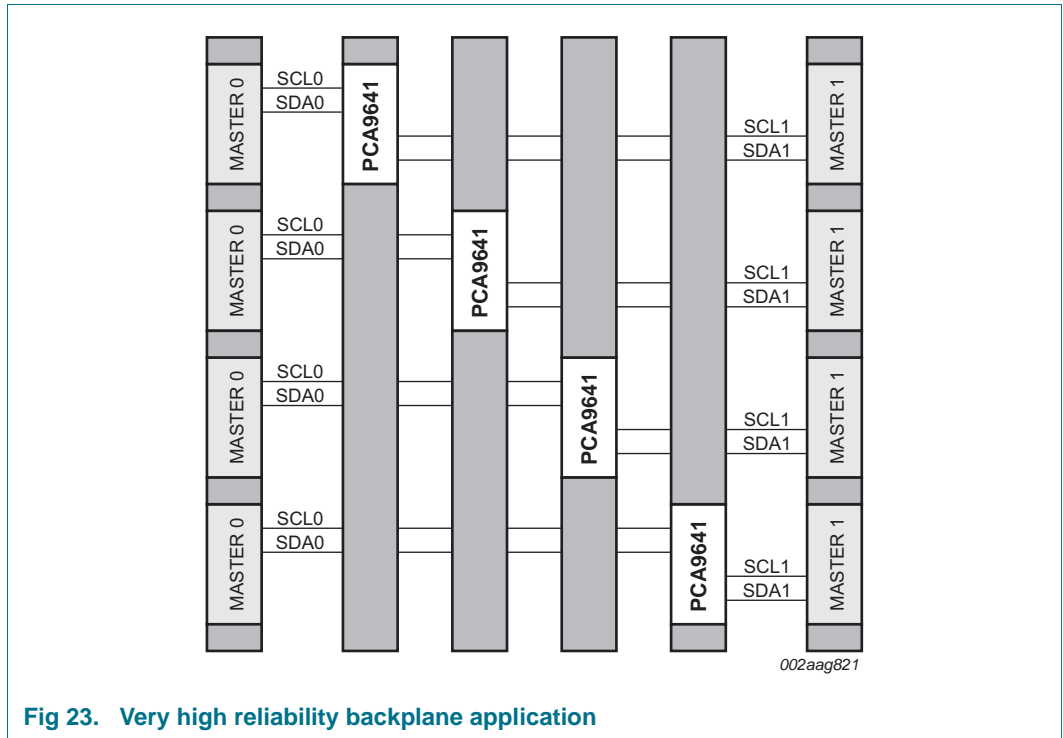 MASTER 0
SCL0
SDA0
PCA9641
SCL1
SDA1
MASTER 1
MASTER 0
SCL0
SDA0
PCA9641
SCL1
SDA1
MASTER 1
MASTER 0
SCL0
SDA0
PCA9641
SCL1
SDA1
MASTER 1
MASTER 0
SCL0
SDA0
PCA9641
SCL1
SDA1
MASTER 1
002aag821
Fig 23. Very high reliability backplane application